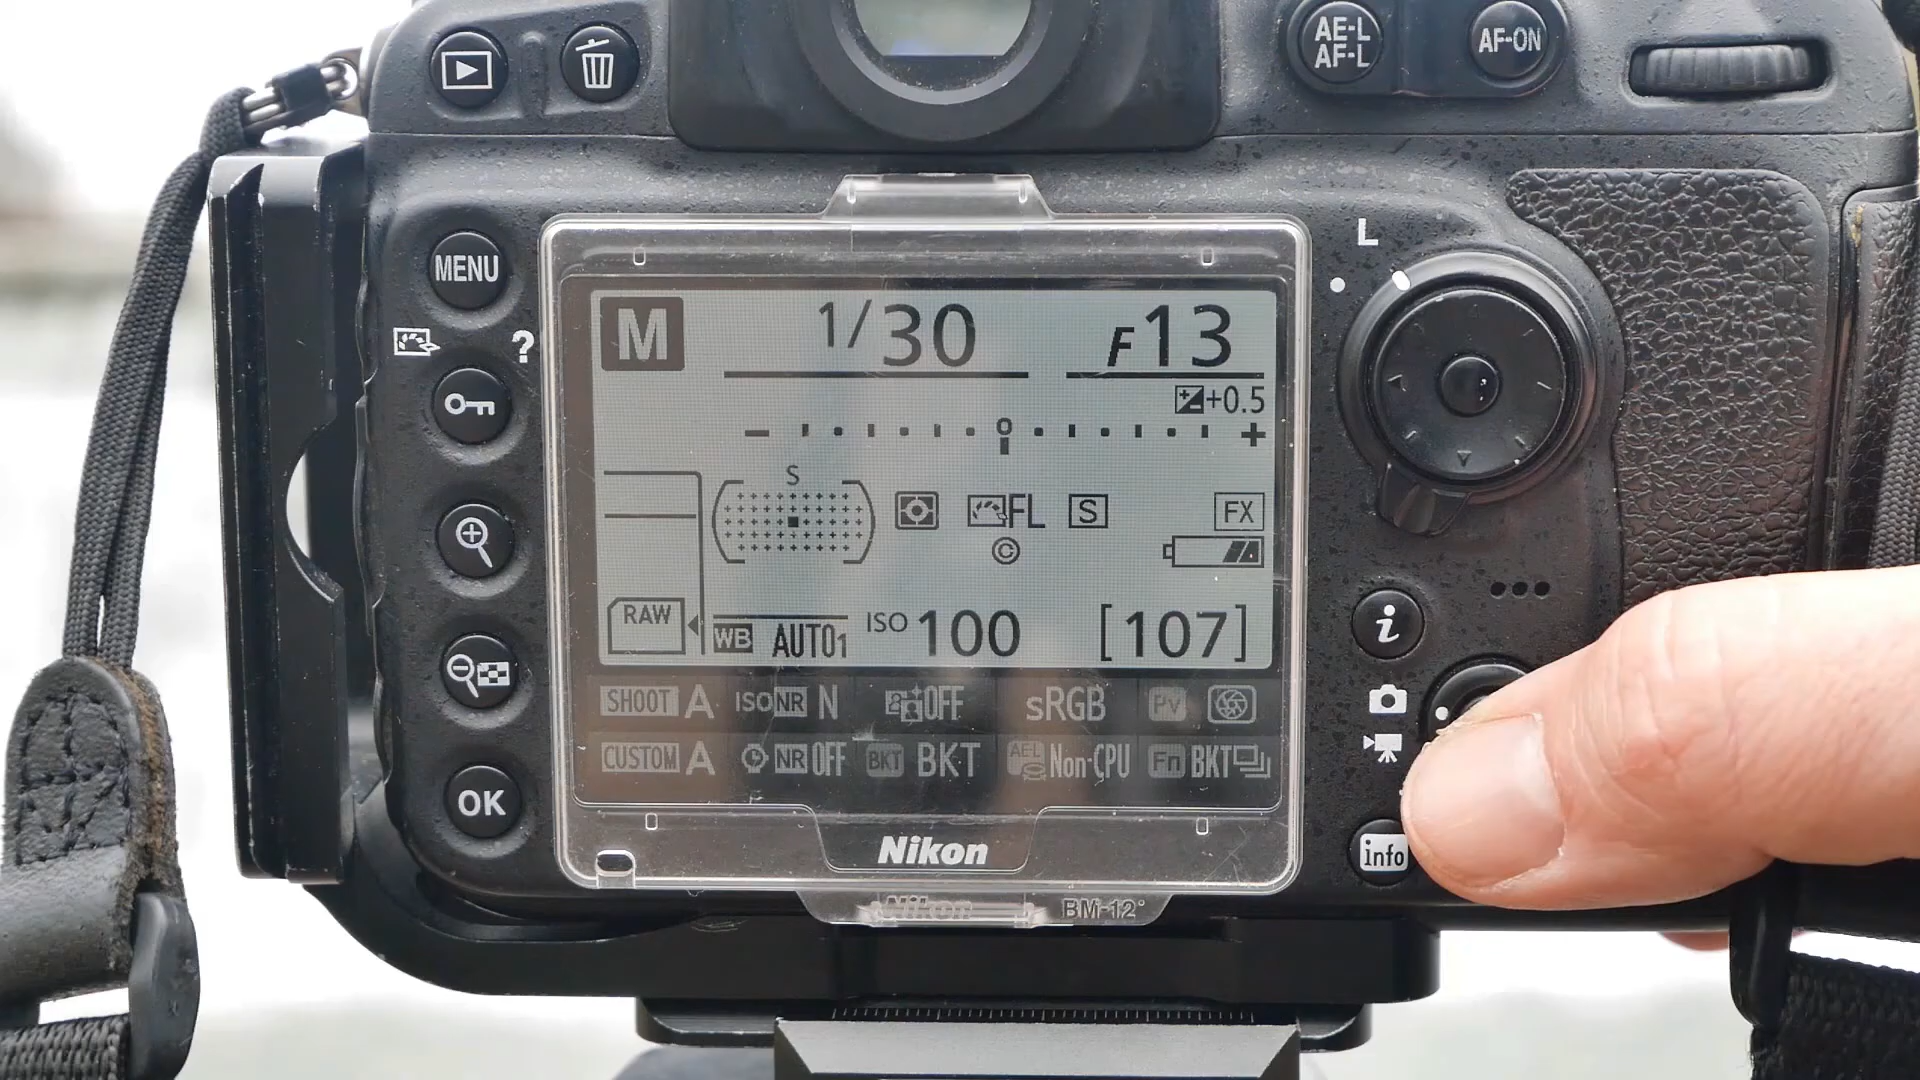 AE-L
AF-L
AF-ON
L
MENU
?
M 1/30 F13
+0.5
- +
S
FL S FX
©
RAW WB AUTO1 ISO 100 [107]
SHOOT A ISO NR N OFF sRGB Pv
CUSTOM A NR OFF BKT BKT AE-L Non-CPU Fn BKT
i
OK
info
Nikon
Nikon BM-12